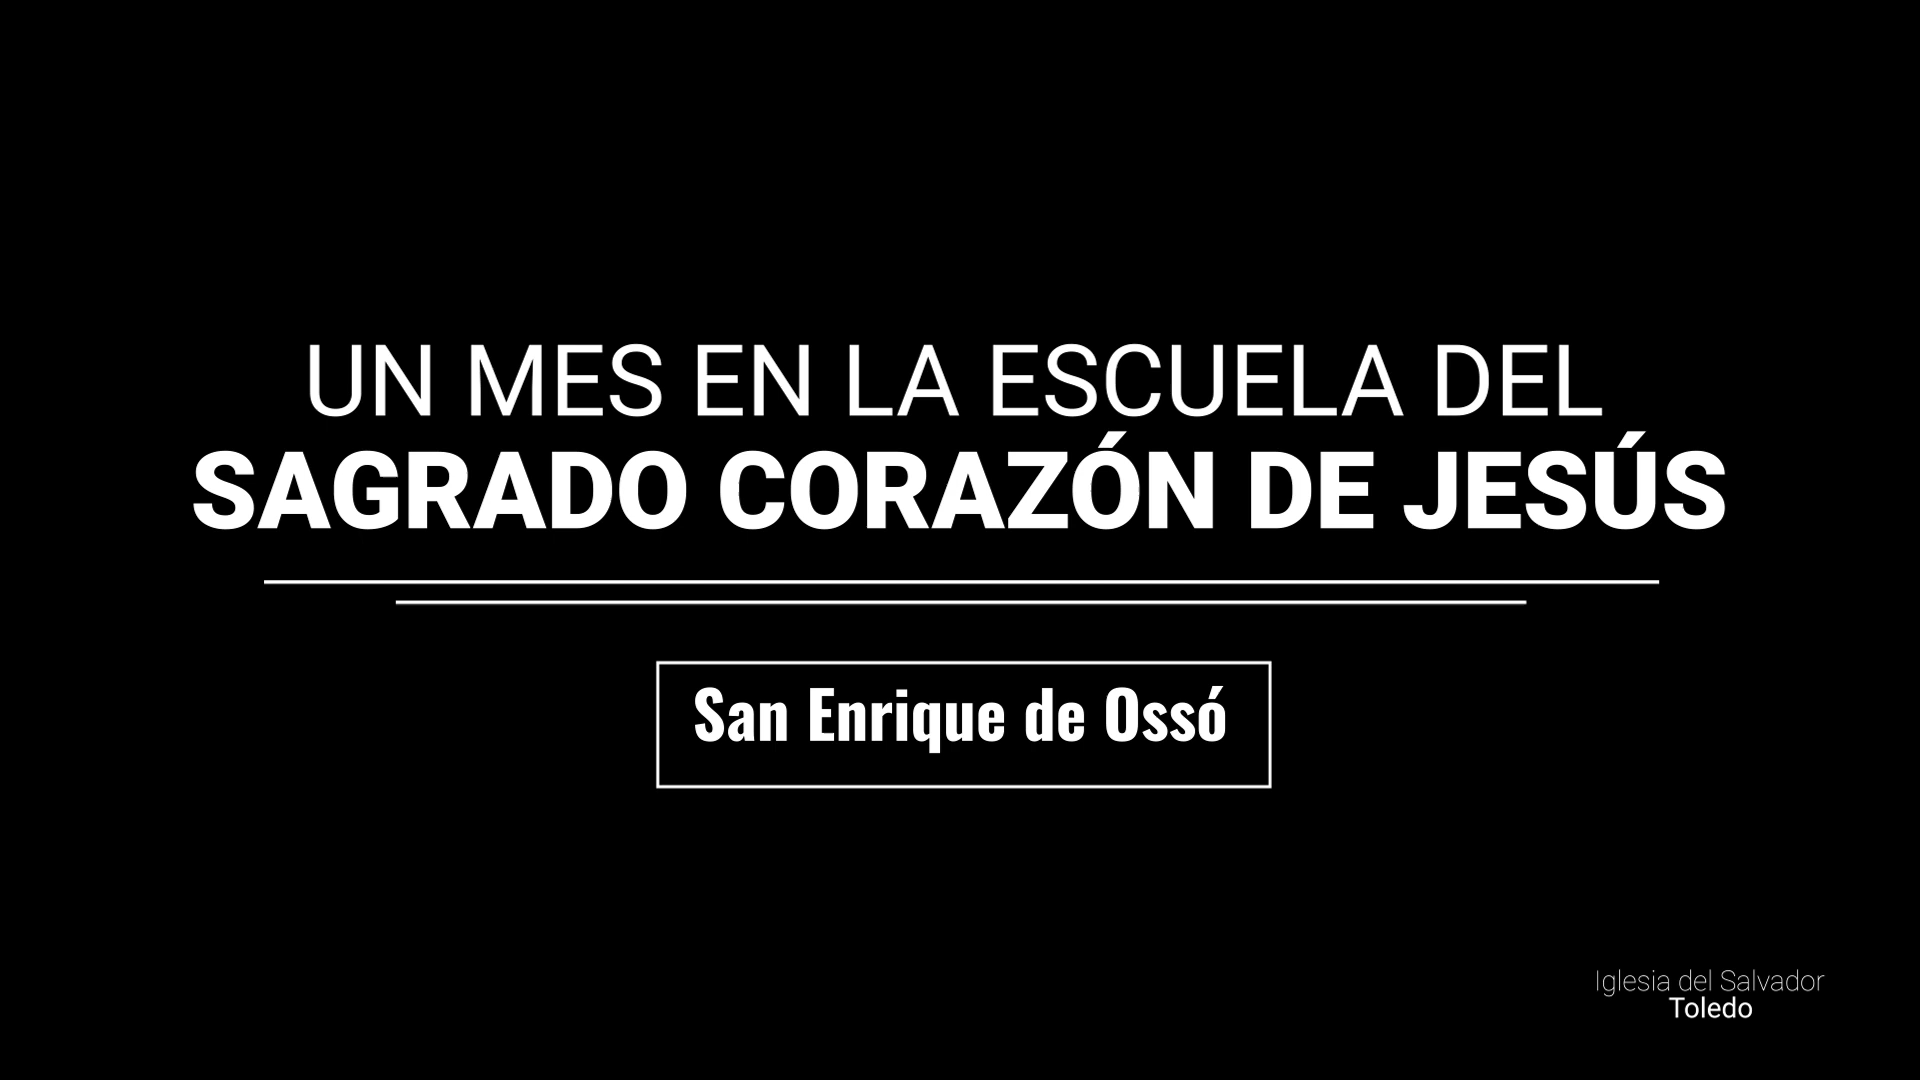 UN MES EN LA ESCUELA DEL
SAGRADO CORAZÓN DE JESÚS
San Enrique de Ossó
Iglesia del Salvador
Toledo